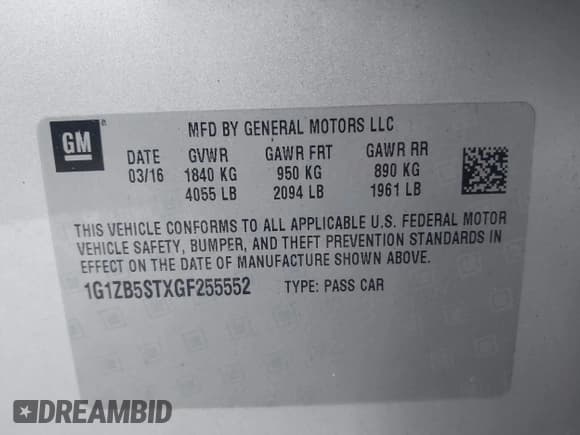 GM
MFD BY GENERAL MOTORS LLC
DATE GVWR GAWR FRT GAWR RR
03/16 1840 KG 950 KG 890 KG
4055 LB 2094 LB 1961 LB
THIS VEHICLE CONFORMS TO ALL APPLICABLE U.S. FEDERAL MOTOR
VEHICLE SAFETY, BUMPER, AND THEFT PREVENTION STANDARDS IN
EFFECT ON THE DATE OF MANUFACTURE SHOWN ABOVE.
1G1ZB5STXGF255552 TYPE: PASS CAR
DREAMBID